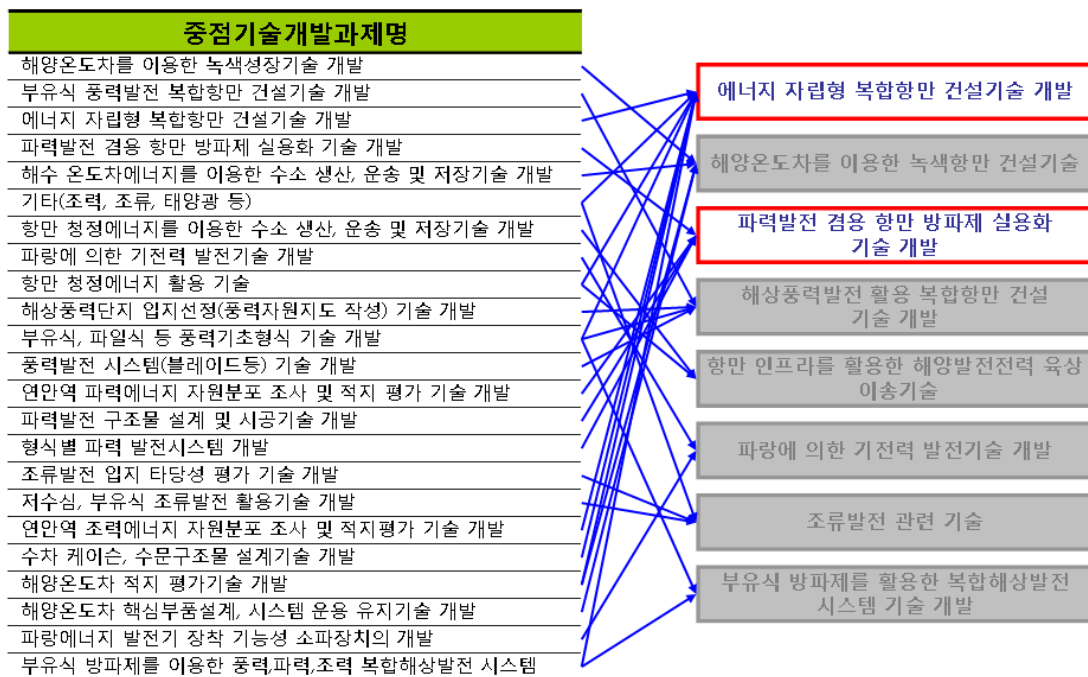 중점기술개발과제명
해양온도차를 이용한 녹색성장기술 개발
부유식 풍력발전 복합항만 건설기술 개발
에너지 자립형 복합항만 건설기술 개발
파력발전 겸용 항만 방파제 실용화 기술 개발
해수 온도차에너지를 이용한 수소 생산, 운송 및 저장기술 개발
기타(조력, 조류, 태양광 등)
항만 청정에너지를 이용한 수소 생산, 운송 및 저장기술 개발
파랑에 의한 기전력 발전기술 개발
항만 청정에너지 활용 기술
해상풍력단지 입지선정(풍력자원지도 작성) 기술 개발
부유식, 파일식 등 풍력기초형식 기술 개발
풍력발전 시스템(블레이드등) 기술 개발
연안역 파력에너지 자원분포 조사 및 적지 평가 기술 개발
파력발전 구조물 설계 및 시공기술 개발
형식별 파력 발전시스템 개발
조류발전 입지 타당성 평가 기술 개발
저수심, 부유식 조류발전 활용기술 개발
연안역 조력에너지 자원분포 조사 및 적지평가 기술 개발
수차 케이슨, 수문구조물 설계기술 개발
해양온도차 적지 평가기술 개발
해양온도차 핵심부품설계, 시스템 운용 유지기술 개발
파랑에너지 발전기 장착 기능성 소파장치의 개발
부유식 방파제를 이용한 풍력,파력,조력 복합해상발전 시스템
에너지 자립형 복합항만 건설기술 개발
해양온도차를 이용한 녹색항만 건설기술
파력발전 겸용 항만 방파제 실용화
기술 개발
해상풍력발전 활용 복합항만 건설
기술 개발
항만 인프라를 활용한 해양발전전력 육상
이송기술
파랑에 의한 기전력 발전기술 개발
조류발전 관련 기술
부유식 방파제를 활용한 복합해상발전
시스템 기술 개발